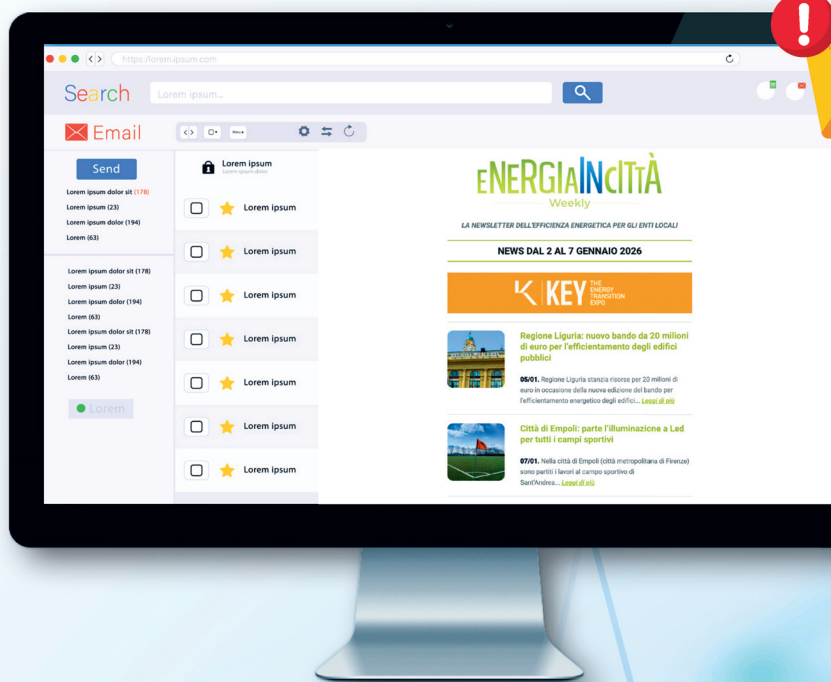 https:/lorem.ipsum.com
Search
Lorem ipsum...
Email
Menu
Send
Lorem ipsum dolor sit (178)
Lorem ipsum (23)
Lorem ipsum dolor (194)
Lorem (63)
Lorem ipsum dolor sit (178)
Lorem ipsum (23)
Lorem ipsum dolor (194)
Lorem (63)
Lorem ipsum dolor sit (178)
Lorem ipsum (23)
Lorem ipsum dolor (194)
Lorem (63)
Lorem
Lorem ipsum
Lorem ipsum dolor
Lorem ipsum
Lorem ipsum
Lorem ipsum
Lorem ipsum
Lorem ipsum
Lorem ipsum
Lorem ipsum
eNERGIAINCITTÀ
Weekly
LA NEWSLETTER DELL'EFFICIENZA ENERGETICA PER GLI ENTI LOCALI
NEWS DAL 2 AL 7 GENNAIO 2026
K KEY THE
ENERGY
TRANSITION
EXPO
Regione Liguria: nuovo bando da 20 milioni
di euro per l'efficientamento degli edifici
pubblici
05/01. Regione Liguria stanzia risorse per 20 milioni di
euro in occasione della nuova edizione del bando per
l'efficientamento energetico degli edifici... Leggi di più
Città di Empoli: parte l'illuminazione a Led
per tutti i campi sportivi
07/01. Nella città di Empoli (città metropolitana di Firenze)
sono partiti i lavori al campo sportivo di
Sant'Andrea... Leggi di più